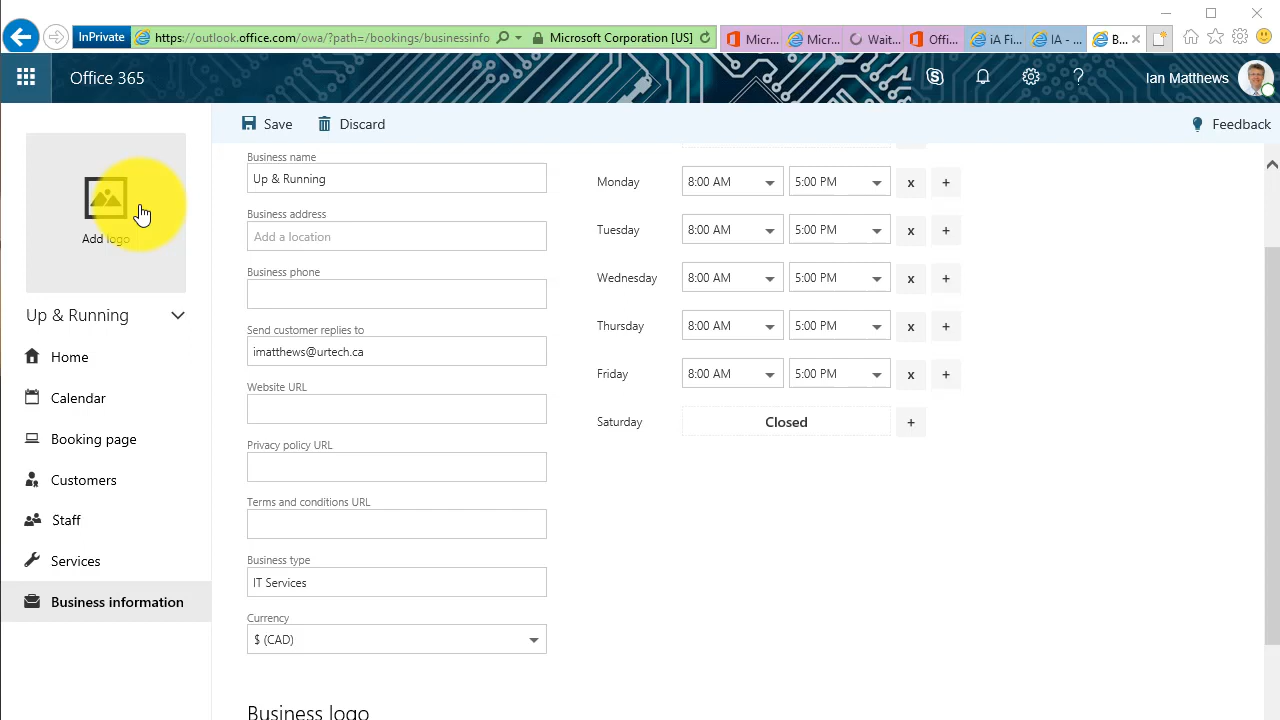 InPrivate
https://outlook.office.com/owa/?path=/bookings/businessinfo
Microsoft Corporation [US]
Micr...
Micr...
Wait...
Offi...
iA Fi...
IA - ...
B...
Office 365
Ian Matthews
Save
Discard
Feedback
Add logo
Up & Running
Home
Calendar
Booking page
Customers
Staff
Services
Business information
Business name
Up & Running
Business address
Add a location
Business phone
Send customer replies to
imatthews@urtech.ca
Website URL
Privacy policy URL
Terms and conditions URL
Business type
IT Services
Currency
$ (CAD)
Business logo
Monday 8:00 AM 5:00 PM x +
Tuesday 8:00 AM 5:00 PM x +
Wednesday 8:00 AM 5:00 PM x +
Thursday 8:00 AM 5:00 PM x +
Friday 8:00 AM 5:00 PM x +
Saturday Closed +